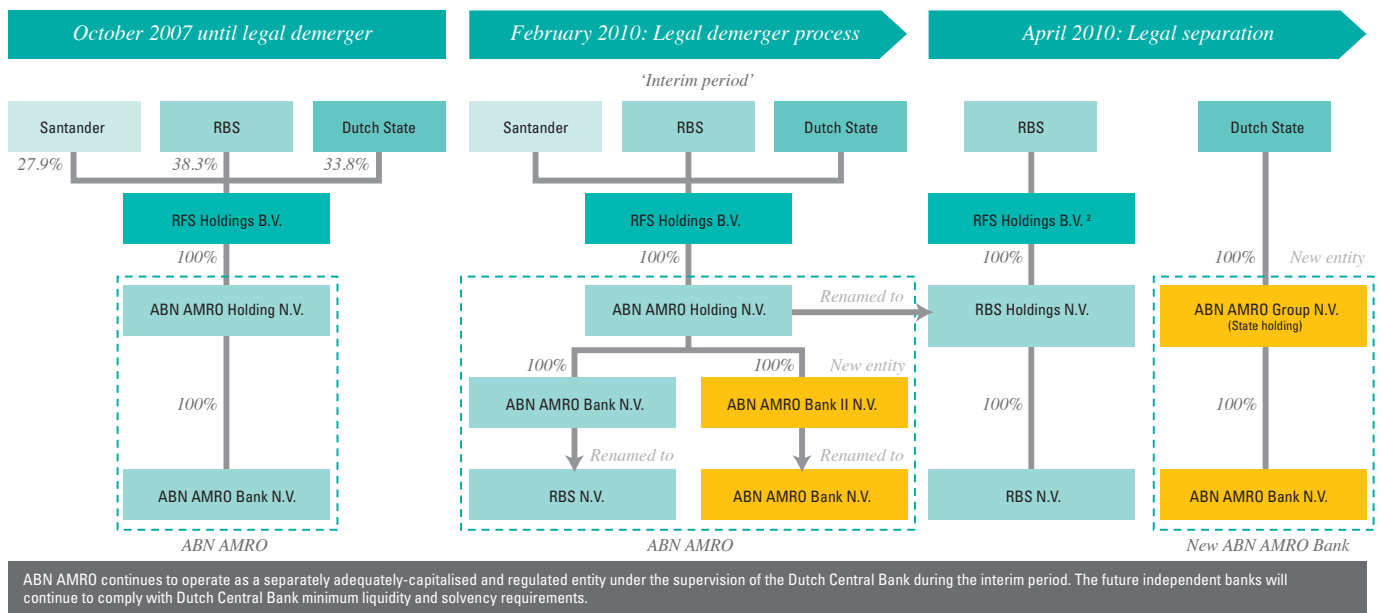 October 2007 until legal demerger
February 2010: Legal demerger process
April 2010: Legal separation
'Interim period'
Santander
RBS
Dutch State
27.9%
38.3%
33.8%
RFS Holdings B.V.
100%
ABN AMRO Holding N.V.
100%
ABN AMRO Bank N.V.
ABN AMRO
Santander
RBS
Dutch State
RFS Holdings B.V.
100%
ABN AMRO Holding N.V.
Renamed to
100%
100%
New entity
ABN AMRO Bank N.V.
ABN AMRO Bank II N.V.
Renamed to
Renamed to
RBS N.V.
ABN AMRO Bank N.V.
ABN AMRO
RBS
RFS Holdings B.V. ²
100%
RBS Holdings N.V.
100%
RBS N.V.
Dutch State
100%
New entity
ABN AMRO Group N.V.
(State holding)
100%
ABN AMRO Bank N.V.
New ABN AMRO Bank
ABN AMRO continues to operate as a separately adequately-capitalised and regulated entity under the supervision of the Dutch Central Bank during the interim period. The future independent banks will
continue to comply with Dutch Central Bank minimum liquidity and solvency requirements.